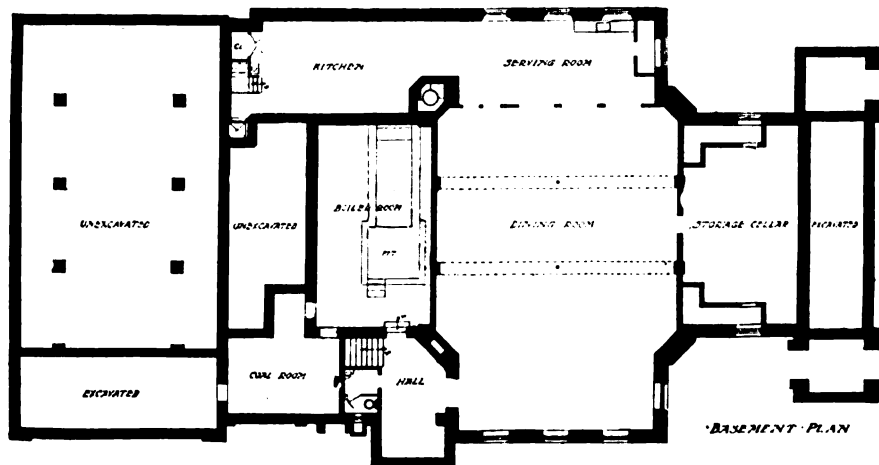 CL
KITCHEN
SERVING ROOM
UNEXCAVATED
UNEXCAVATED
BOILER ROOM
PIT
DINING ROOM
STORAGE CELLAR
EXCAVATED
EXCAVATED
COAL ROOM
HALL
BASEMENT PLAN